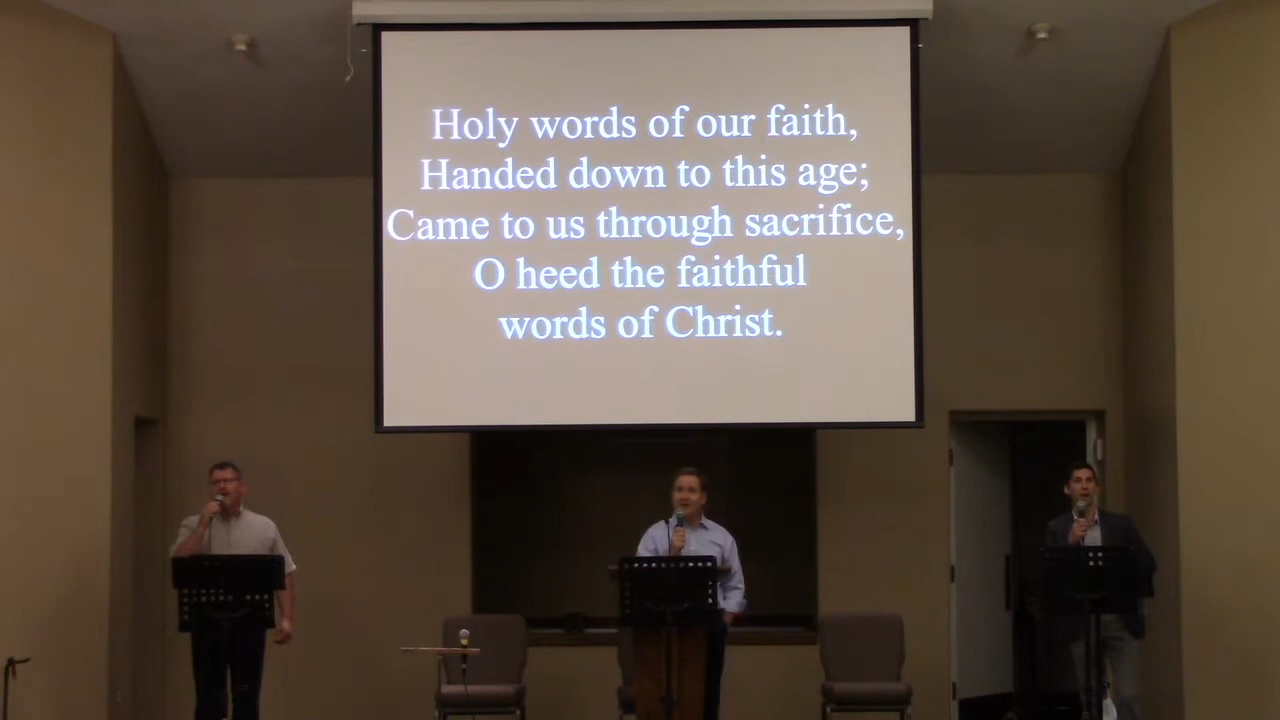 Holy words of our faith,
Handed down to this age;
Came to us through sacrifice,
O heed the faithful
words of Christ.